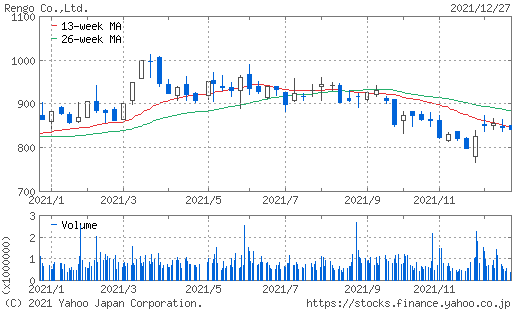 Rengo Co.,Ltd. 2021/12/27
1100
13-week MA
26-week MA
1000
900
800
700
2021/1 2021/3 2021/5 2021/7 2021/9 2021/11
3
Volume
2
1
0
(x1000000)
2021/1 2021/3 2021/5 2021/7 2021/9 2021/11
(C) 2021 Yahoo Japan Corporation. https://stocks.finance.yahoo.co.jp/